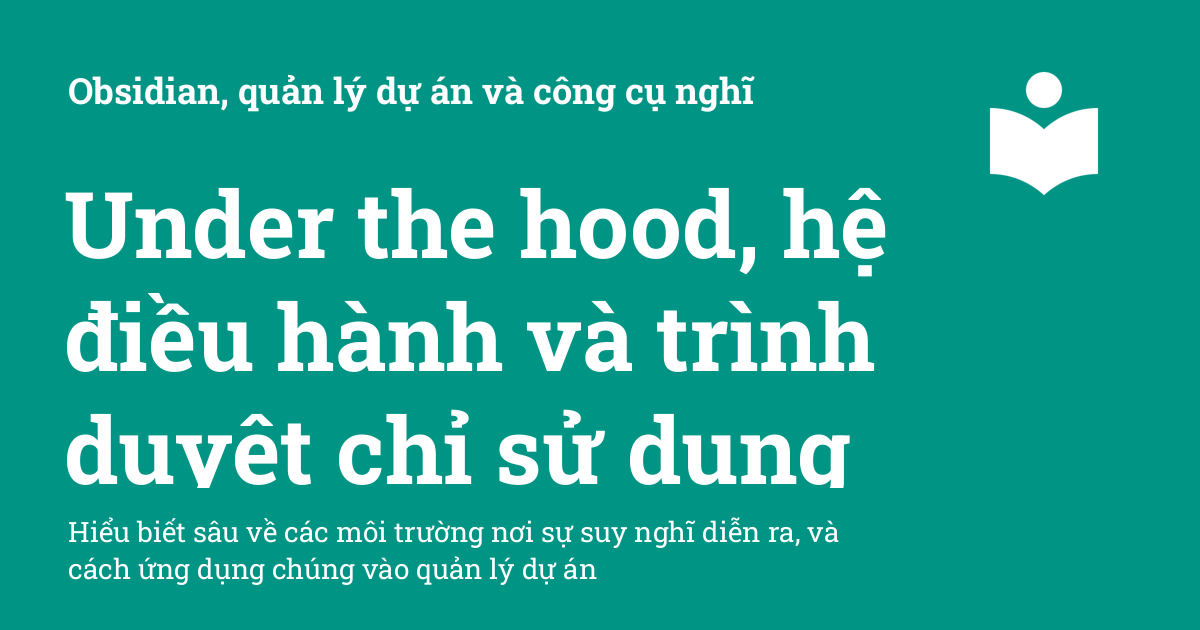 Obsidian, quản lý dự án và công cụ nghĩ
Under the hood, hệ
điều hành và trình
duyệt chỉ sử dụng
Hiểu biết sâu về các môi trường nơi sự suy nghĩ diễn ra, và
cách ứng dụng chúng vào quản lý dự án